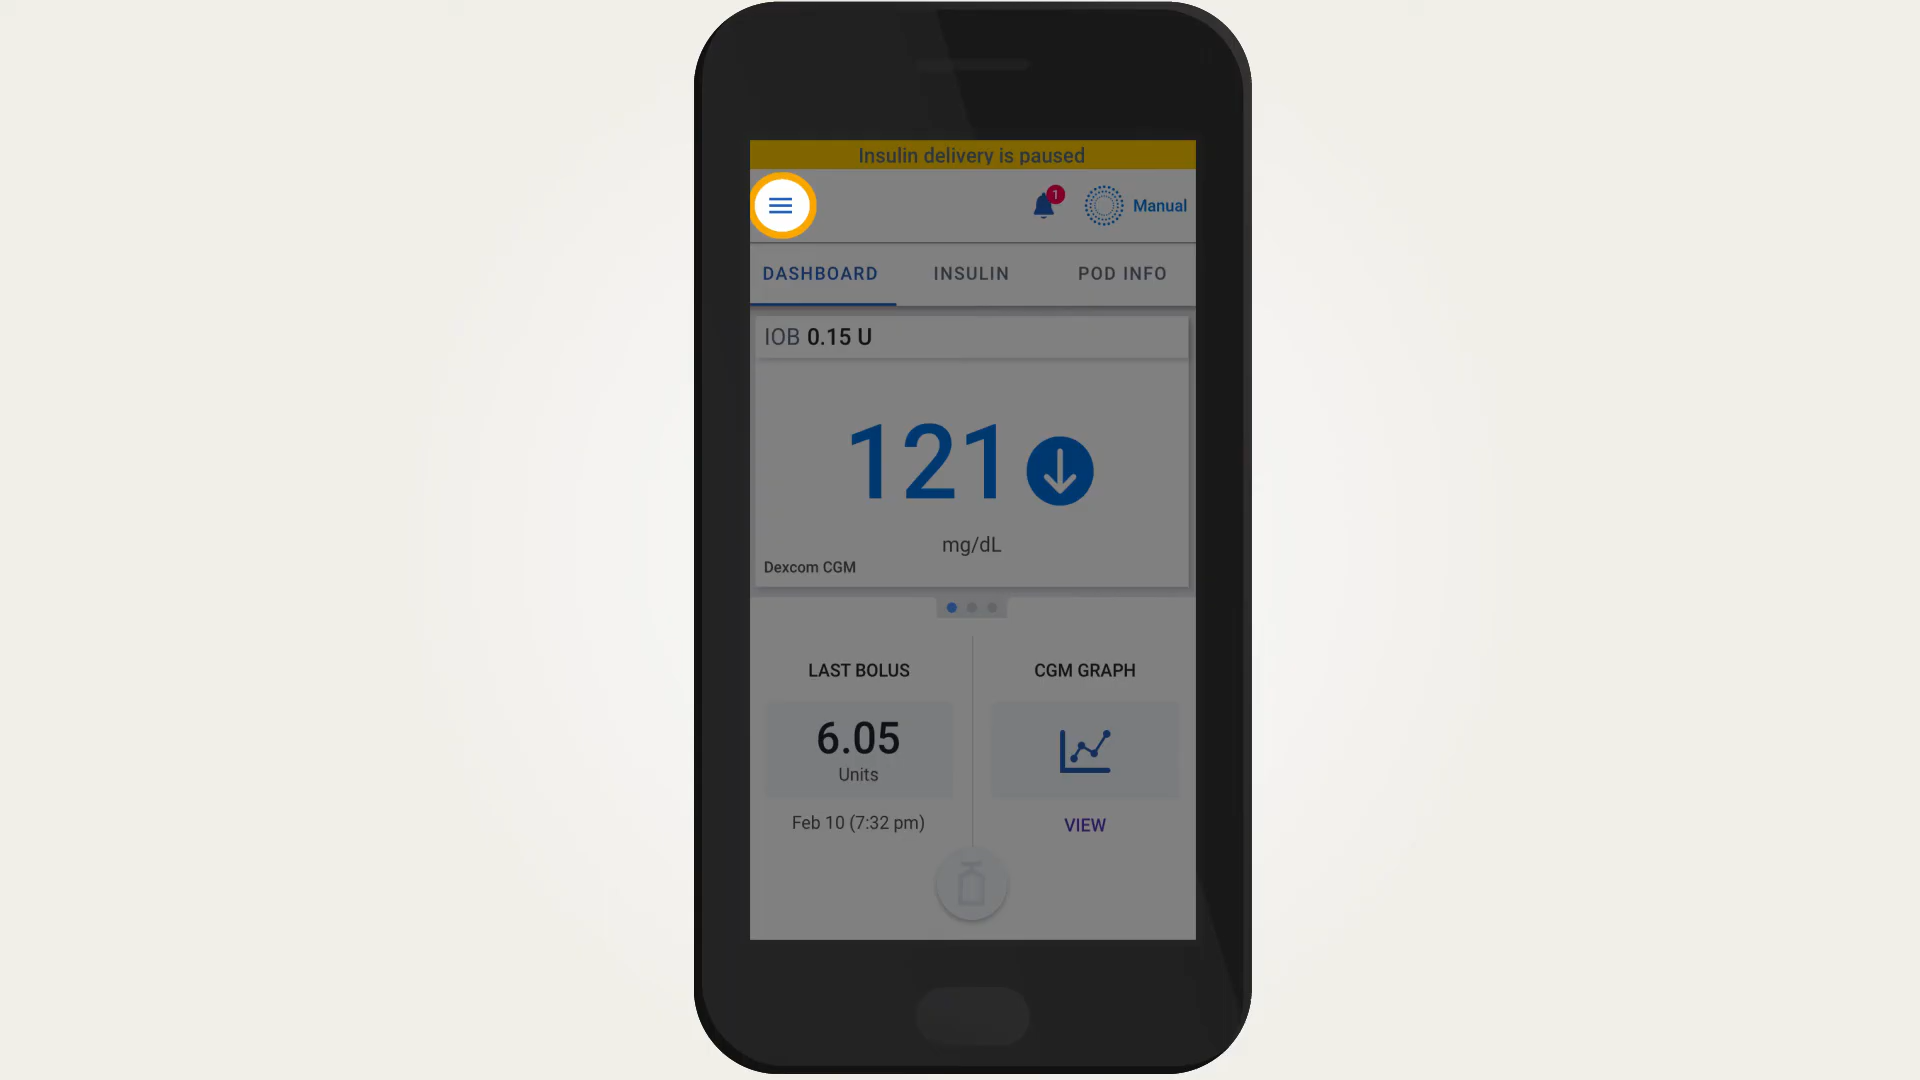 Insulin delivery is paused
1
Manual
DASHBOARD INSULIN POD INFO
IOB 0.15 U
121
mg/dL
Dexcom CGM
LAST BOLUS
6.05
Units
Feb 10 (7:32 pm)
CGM GRAPH
VIEW